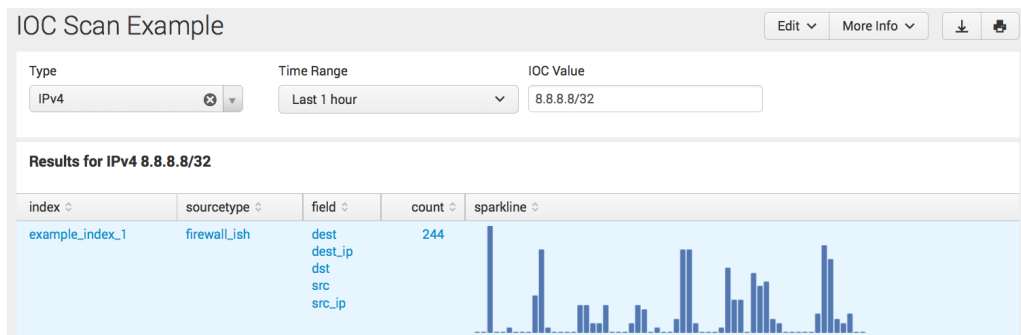 IOC Scan Example
Edit More Info
Type Time Range IOC Value
IPv4 Last 1 hour 8.8.8.8/32
Results for IPv4 8.8.8.8/32
index sourcetype field count sparkline
example_index_1 firewall_ish dest 244
dest_ip
dst
src
src_ip